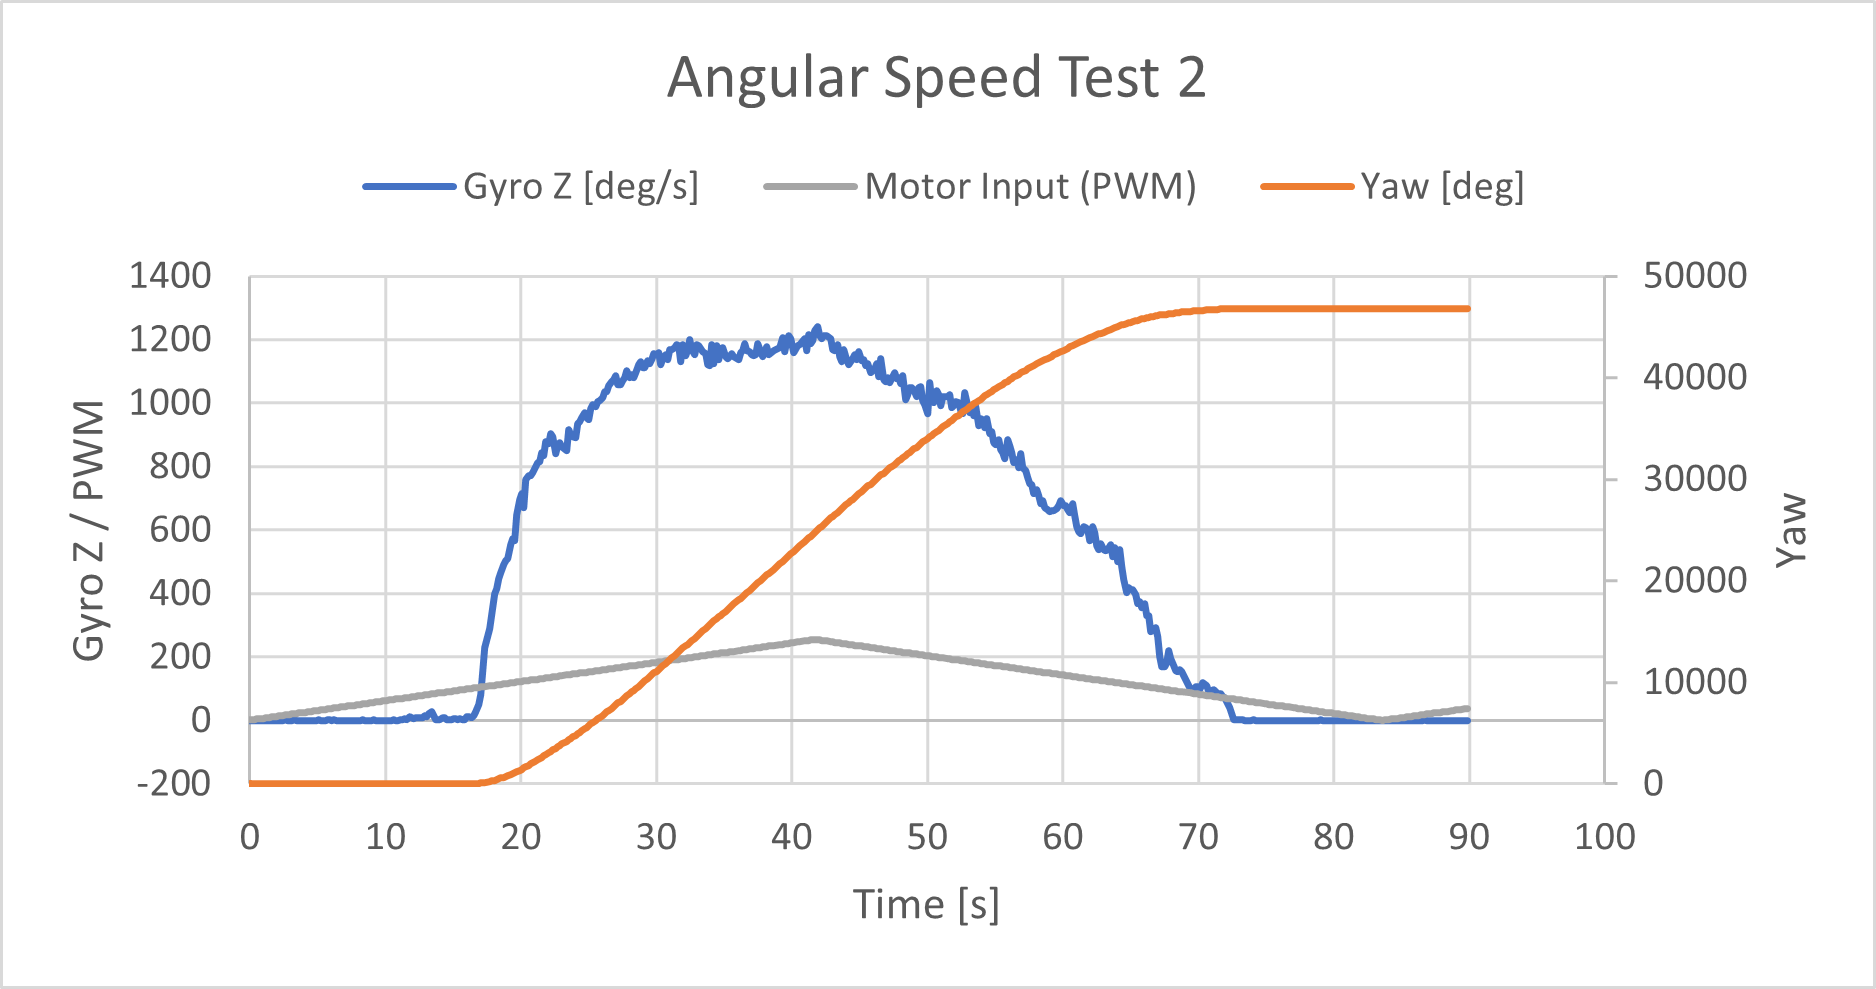 Angular Speed Test 2
Gyro Z [deg/s] Motor Input (PWM) Yaw [deg]
1400 50000
1200
1000 40000
800 30000
600
400 20000
200 10000
0
-200 0
Gyro Z / PWM
Yaw
0 10 20 30 40 50 60 70 80 90 100
Time [s]